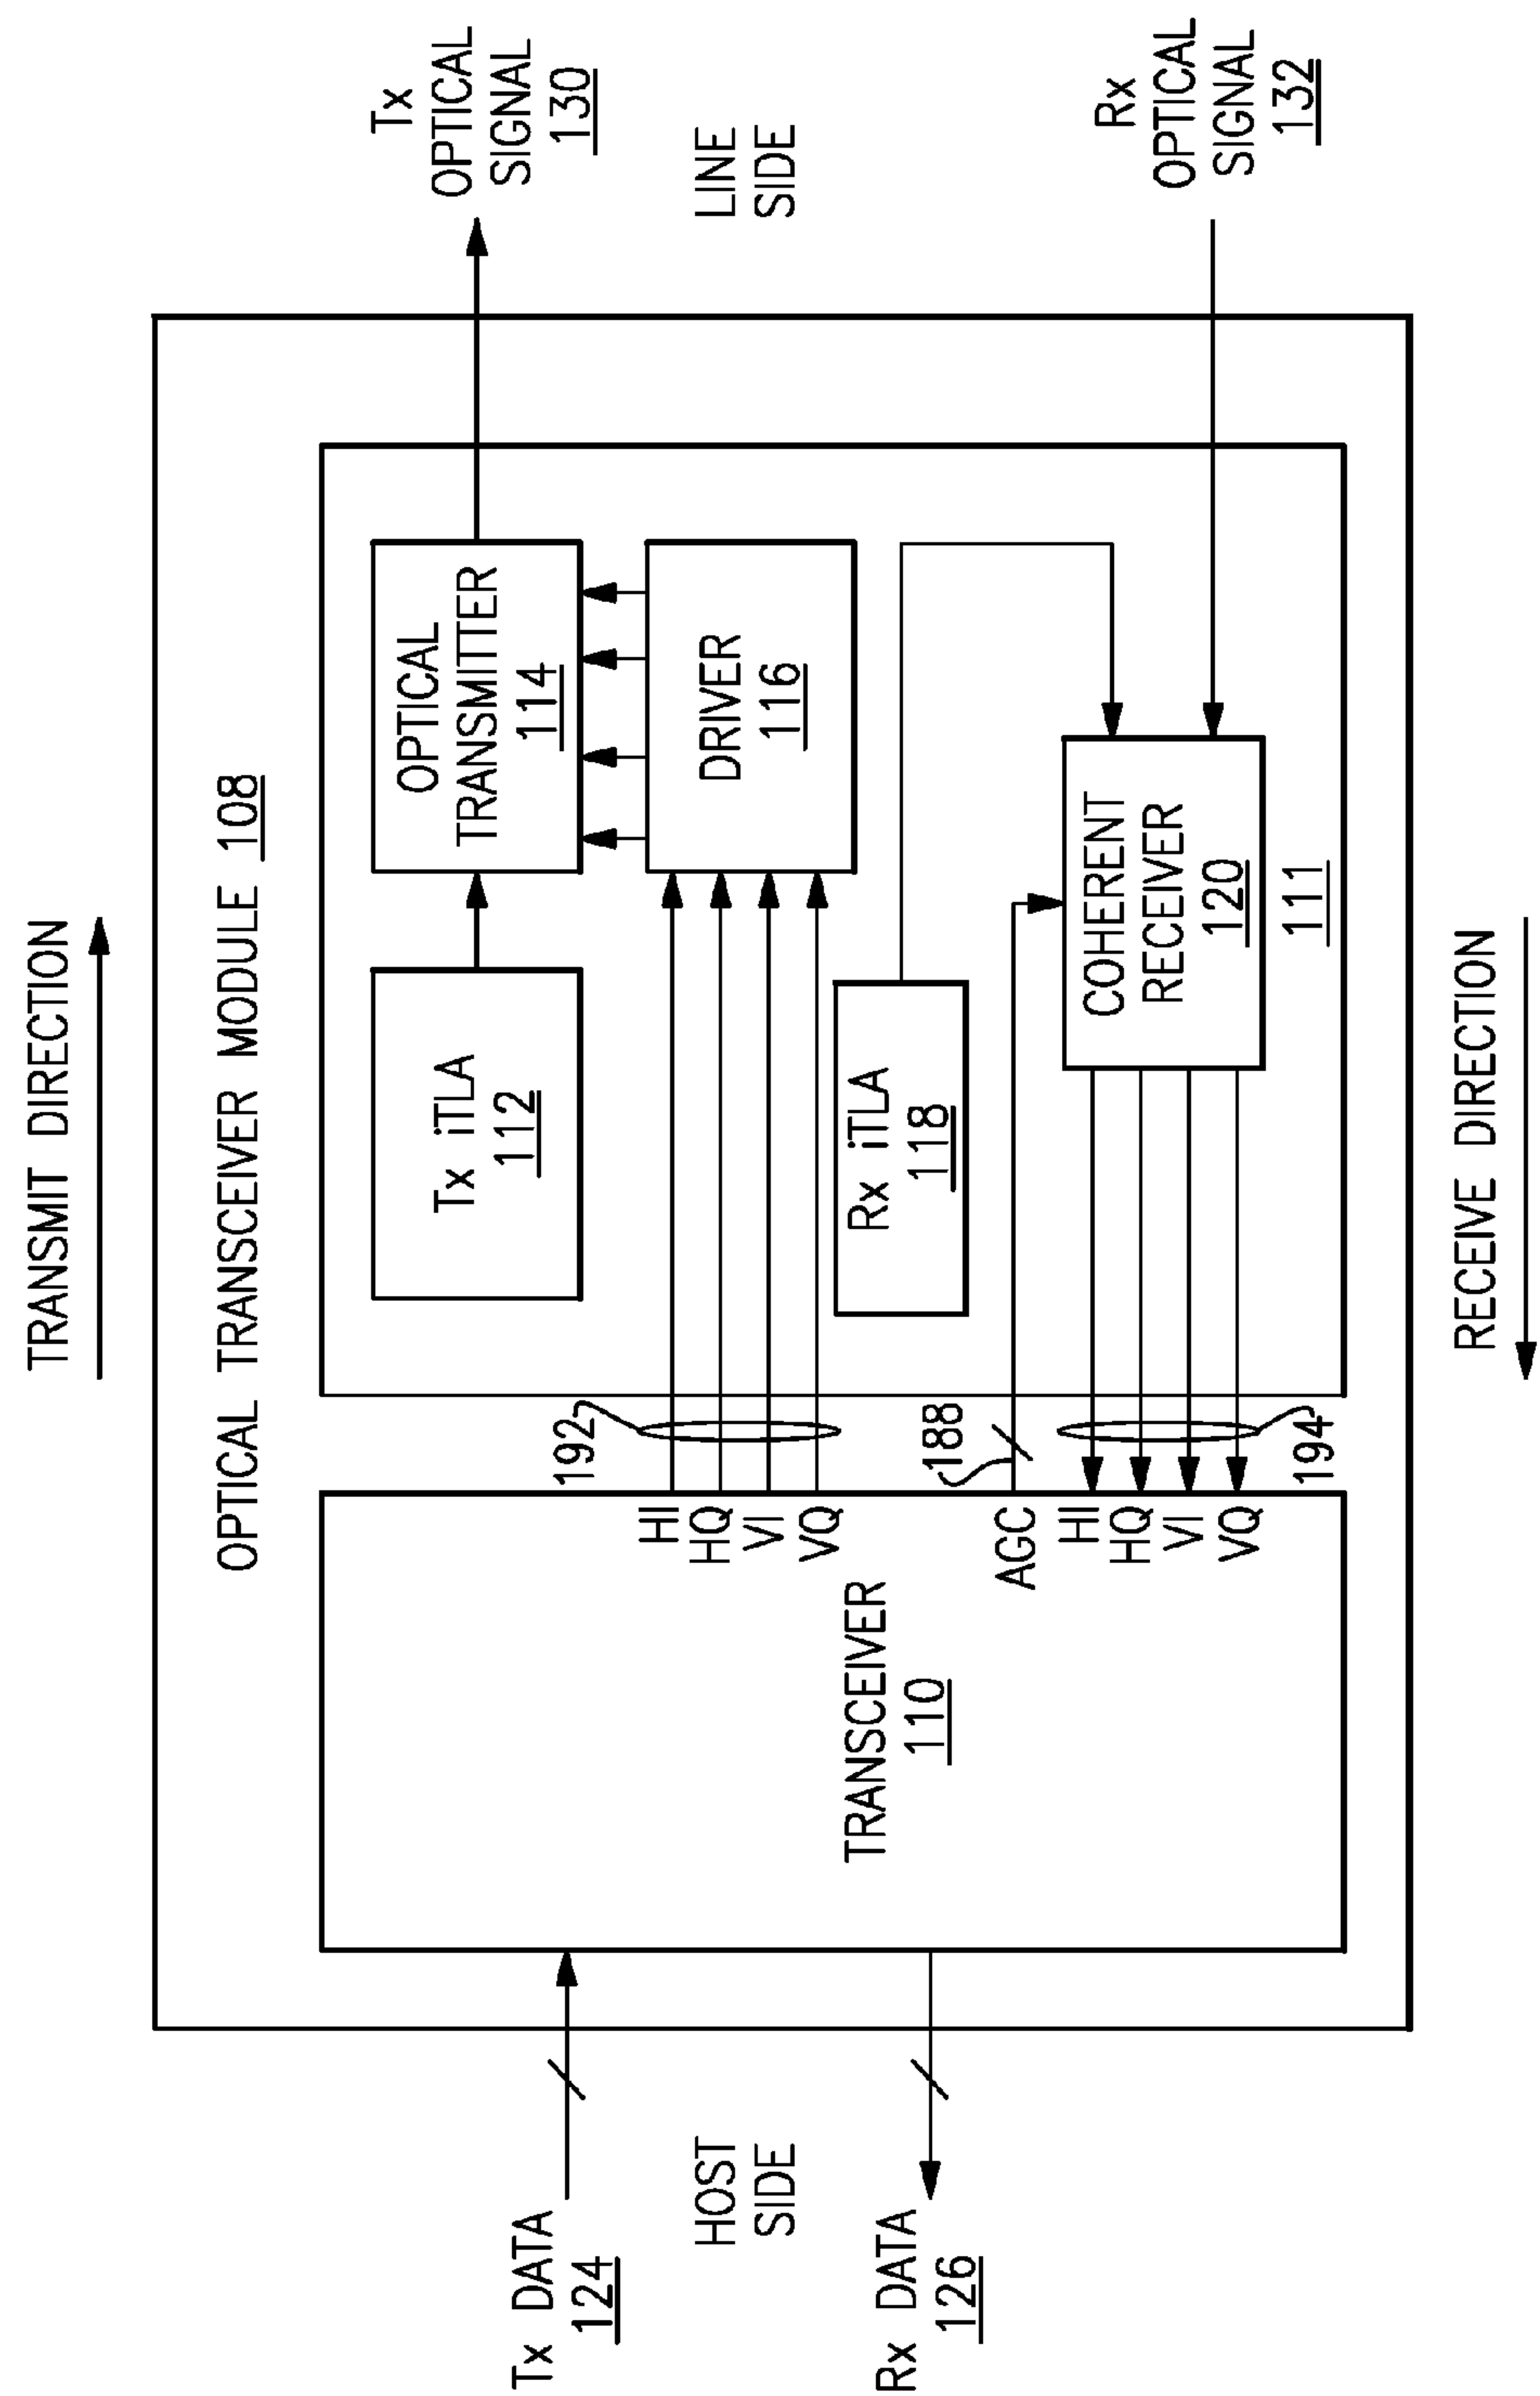 TRANSMIT DIRECTION
OPTICAL TRANSCEIVER MODULE 108
Tx DATA
124
HOST
SIDE
Rx DATA
126
TRANSCEIVER
110
HI
HQ
VI
VQ
AGC
HI
HQ
VI
VQ
192
188
194
Tx iTLA
112
OPTICAL
TRANSMITTER
114
DRIVER
116
Rx iTLA
118
COHERENT
RECEIVER
120
111
Tx
OPTICAL
SIGNAL
130
LINE
SIDE
Rx
OPTICAL
SIGNAL
132
RECEIVE DIRECTION